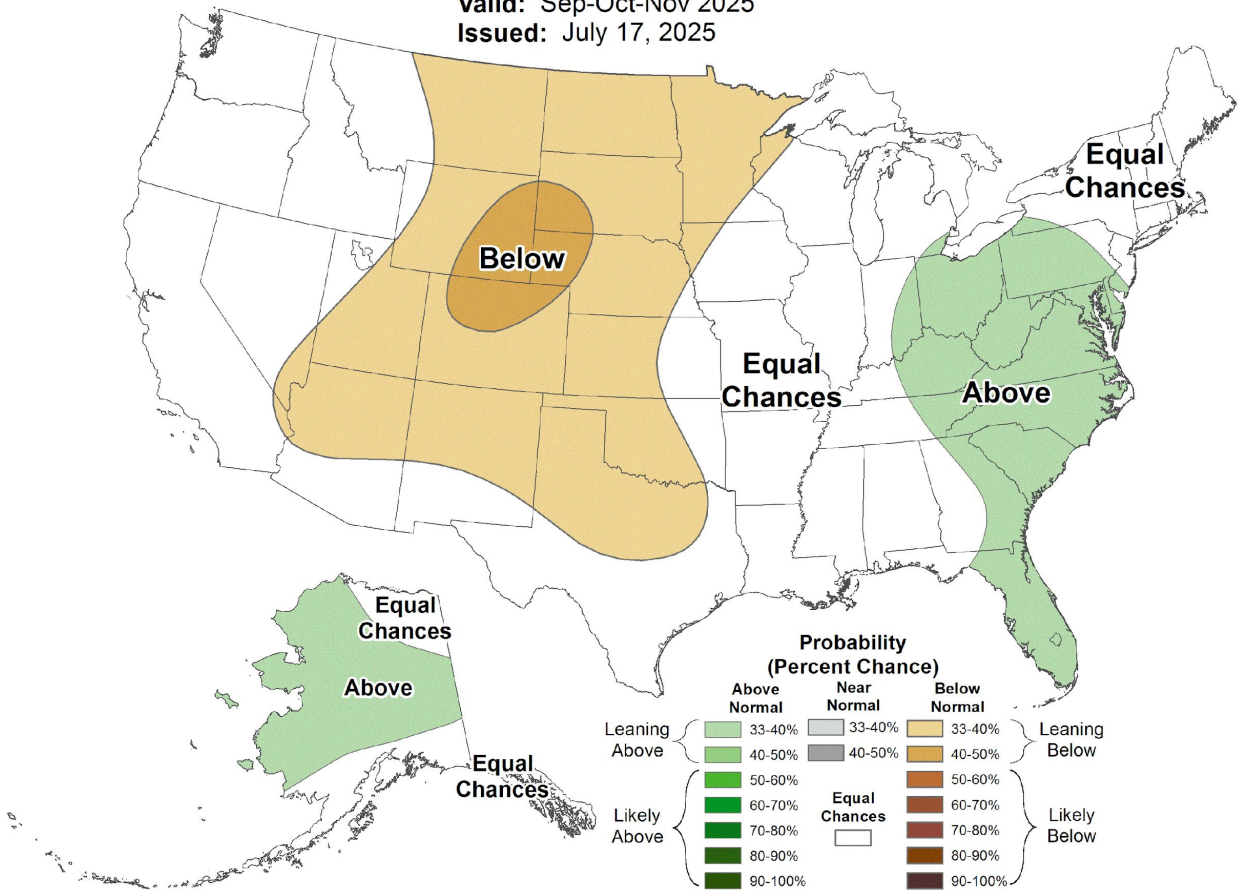 Valid: Sep-Oct-Nov 2025
Issued: July 17, 2025
Equal
Chances
Below
Equal
Chances
Above
Equal
Chances
Above
Equal
Chances
Probability
(Percent Chance)
Above
Normal
Near
Normal
Below
Normal
Leaning
Above
33-40%
40-50%
50-60%
60-70%
70-80%
80-90%
90-100%
Likely
Above
33-40%
40-50%
Equal
Chances
33-40%
40-50%
50-60%
60-70%
70-80%
80-90%
90-100%
Leaning
Below
Likely
Below